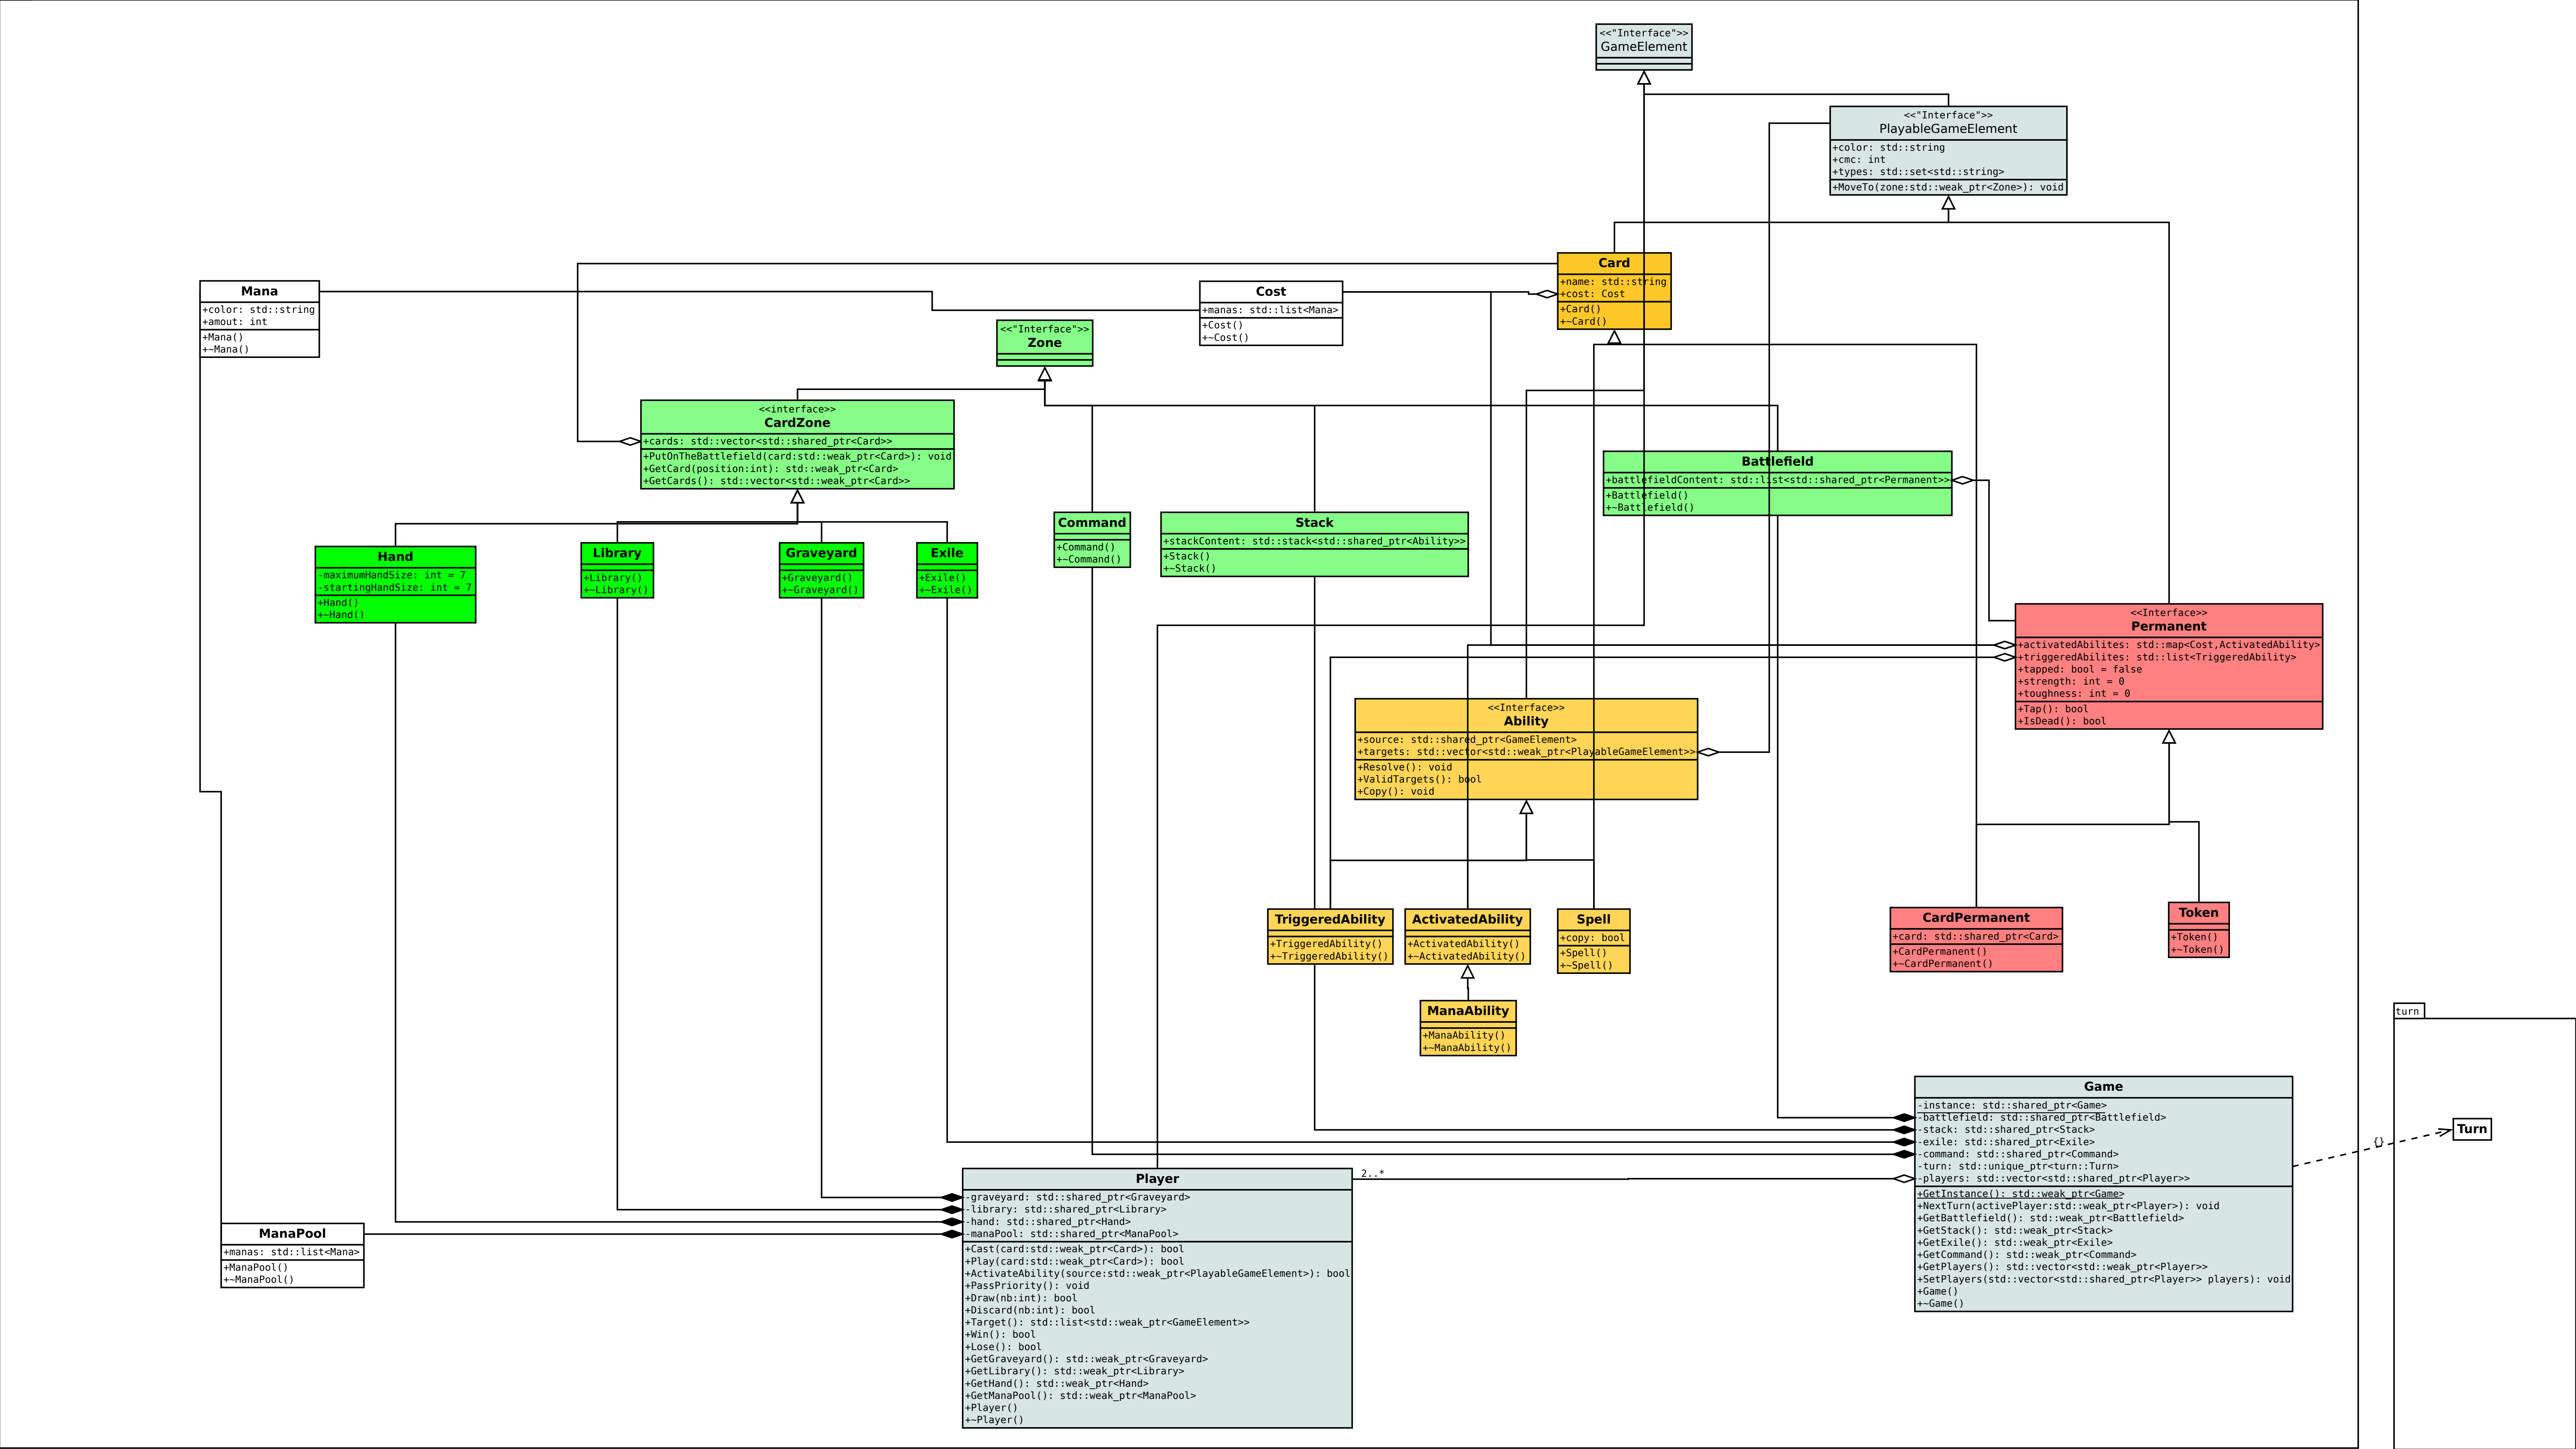 <<"Interface">>
GameElement
<<"Interface">>
PlayableGameElement
+color: std::string
+cmc: int
+types: std::set<std::string>
+MoveTo(zone:std::weak_ptr<Zone>): void
Card
+name: std::string
+cost: Cost
+Card()
+~Card()
Mana
+color: std::string
+amout: int
+Mana()
+~Mana()
Cost
+manas: std::list<Mana>
+Cost()
+~Cost()
<<"Interface">>
Zone
<<interface>>
CardZone
+cards: std::vector<std::shared_ptr<Card>>
+PutOnTheBattlefield(card:std::weak_ptr<Card>): void
+GetCard(position:int): std::weak_ptr<Card>
+GetCards(): std::vector<std::weak_ptr<Card>>
Battlefield
+battlefieldContent: std::list<std::shared_ptr<Permanent>>
+Battlefield()
+~Battlefield()
Hand
-maximumHandSize: int = 7
-startingHandSize: int = 7
+Hand()
+~Hand()
Library
+Library()
+~Library()
Graveyard
+Graveyard()
+~Graveyard()
Exile
+Exile()
+~Exile()
Command
+Command()
+~Command()
Stack
+stackContent: std::stack<std::shared_ptr<Ability>>
+Stack()
+~Stack()
<<Interface>>
Permanent
+activatedAbilites: std::map<Cost,ActivatedAbility>
+triggeredAbilites: std::list<TriggeredAbility>
+tapped: bool = false
+strength: int = 0
+toughness: int = 0
+Tap(): bool
+IsDead(): bool
<<Interface>>
Ability
+source: std::shared_ptr<GameElement>
+targets: std::vector<std::weak_ptr<PlayableGameElement>>
+Resolve(): void
+ValidTargets(): bool
+Copy(): void
TriggeredAbility
+TriggeredAbility()
+~TriggeredAbility()
ActivatedAbility
+ActivatedAbility()
+~ActivatedAbility()
Spell
+copy: bool
+Spell()
+~Spell()
CardPermanent
+card: std::shared_ptr<Card>
+CardPermanent()
+~CardPermanent()
Token
+Token()
+~Token()
ManaAbility
+ManaAbility()
+~ManaAbility()
turn
Turn
{}
Game
-instance: std::shared_ptr<Game>
-battlefield: std::shared_ptr<Battlefield>
-stack: std::shared_ptr<Stack>
-exile: std::shared_ptr<Exile>
-command: std::shared_ptr<Command>
-turn: std::unique_ptr<turn::Turn>
-players: std::vector<std::shared_ptr<Player>>
+GetInstance(): std::weak_ptr<Game>
+NextTurn(activePlayer:std::weak_ptr<Player>): void
+GetBattlefield(): std::weak_ptr<Battlefield>
+GetStack(): std::weak_ptr<Stack>
+GetExile(): std::weak_ptr<Exile>
+GetCommand(): std::weak_ptr<Command>
+GetPlayers(): std::vector<std::weak_ptr<Player>>
+SetPlayers(std::vector<std::shared_ptr<Player>> players): void
+Game()
+~Game()
2..*
Player
-graveyard: std::shared_ptr<Graveyard>
-library: std::shared_ptr<Library>
-hand: std::shared_ptr<Hand>
-manaPool: std::shared_ptr<ManaPool>
+Cast(card:std::weak_ptr<Card>): bool
+Play(card:std::weak_ptr<Card>): bool
+ActivateAbility(source:std::weak_ptr<PlayableGameElement>): bool
+PassPriority(): void
+Draw(nb:int): bool
+Discard(nb:int): bool
+Target(): std::list<std::weak_ptr<GameElement>>
+Win(): bool
+Lose(): bool
+GetGraveyard(): std::weak_ptr<Graveyard>
+GetLibrary(): std::weak_ptr<Library>
+GetHand(): std::weak_ptr<Hand>
+GetManaPool(): std::weak_ptr<ManaPool>
+Player()
+~Player()
ManaPool
+manas: std::list<Mana>
+ManaPool()
+~ManaPool()